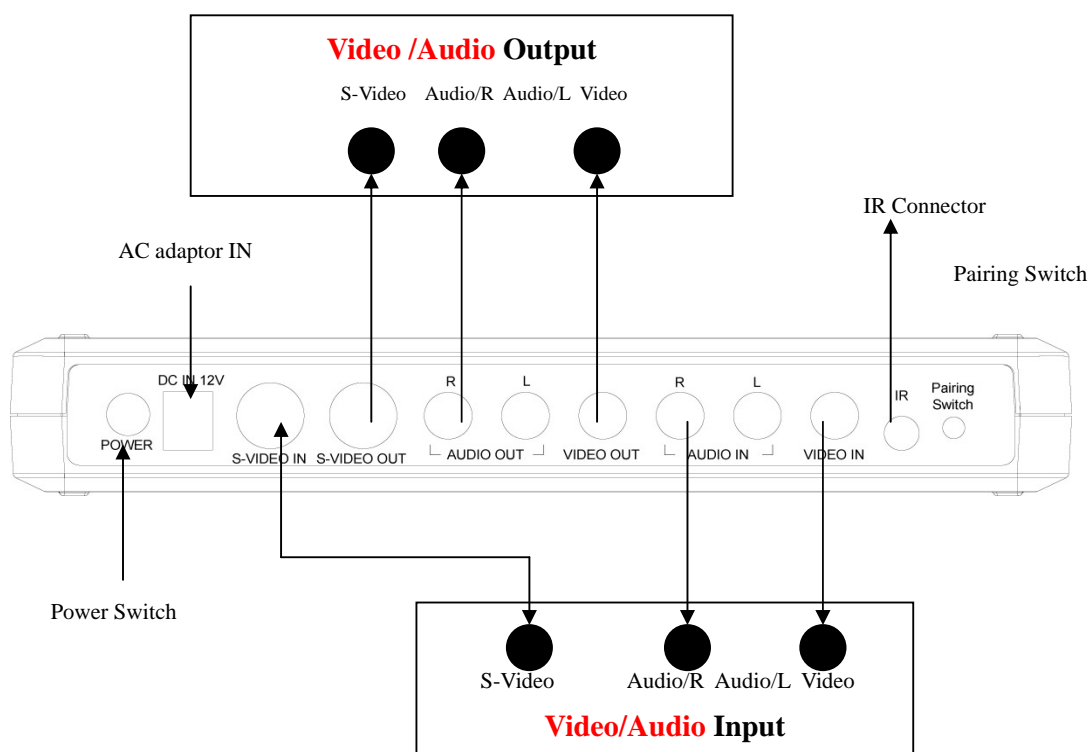 Video /Audio Output
S-Video Audio/R Audio/L Video
IR Connector
AC adaptor IN
Pairing Switch
DC IN 12V
R L R L
IR
Pairing
Switch
POWER
S-VIDEO IN S-VIDEO OUT AUDIO OUT VIDEO OUT AUDIO IN VIDEO IN
Power Switch
S-Video Audio/R Audio/L Video
Video/Audio Input